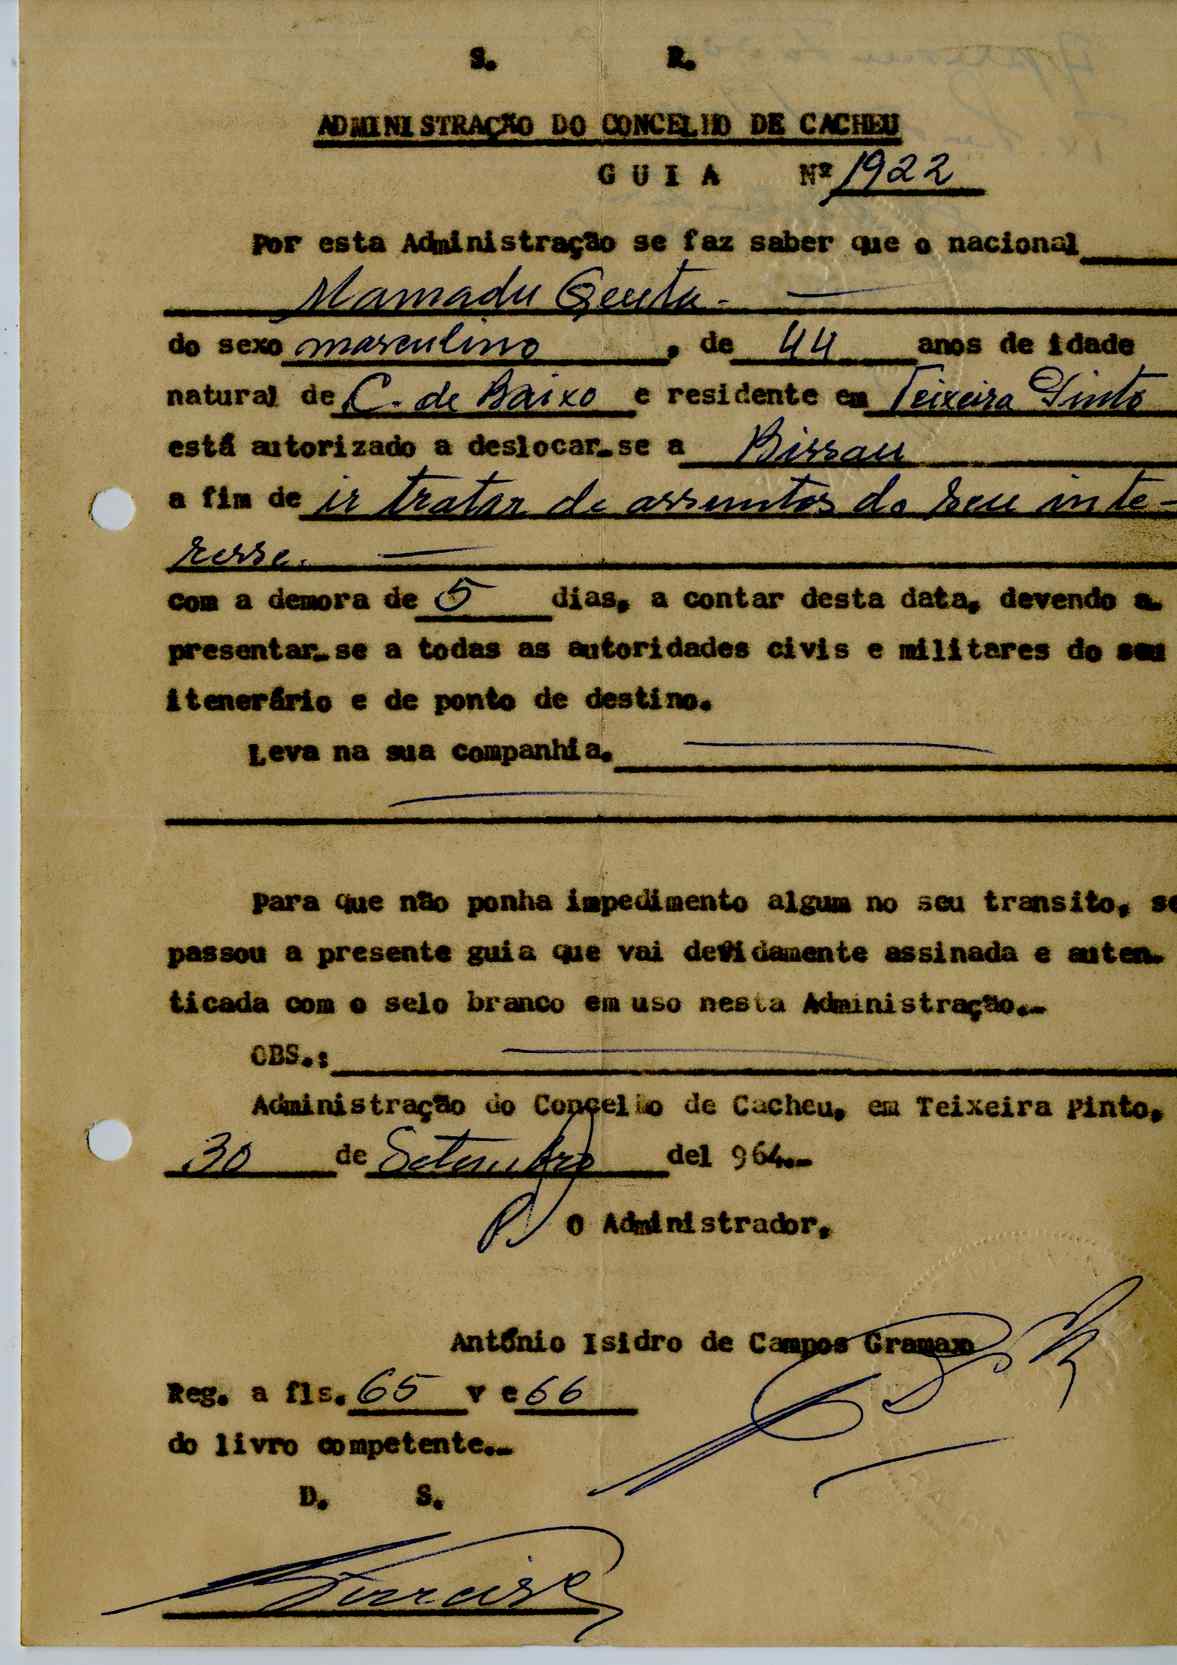 S. R.
ADMINISTRAÇÃO DO CONCELHO DE CACHEU
GUIA Nº 1922
Por esta Administração se faz saber que o nacional
Mamadu Queita. —
do sexo masculino, de 44 anos de idade
natural de C. de Baixo e residente em Teixeira Pinto
está autorizado a deslocar-se a Bissau
a fim de ir tratar de assuntos do seu inte-
resse. —
com a demora de 5 dias, a contar desta data, devendo a-
presentar-se a todas as autoridades civis e militares do seu
itenerário e de ponto de destino.
Leva na sua companhia.
Para que não ponha impedimento algum no seu transito, se
passou a presente guia que vai devidamente assinada e auten-
ticada com o selo branco em uso nesta Administração.-
OBS.:
Administração do Concelho de Cacheu, em Teixeira Pinto,
30 de Setembro de1 964.-
P. O Administrador,
António Isidro de Campos Gramaxo
Reg. a fls. 65 v e 66
do livro competente.-
D. S.
Ferreira